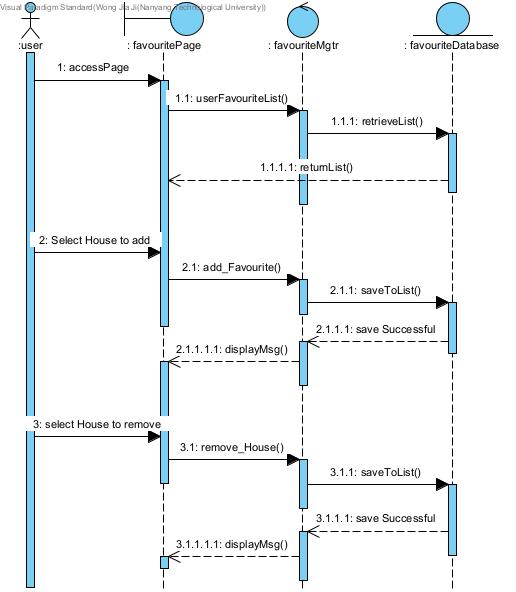 Visual Paradigm Standard(Wong Jia Ji(Nanyang Technological University))
:user
: favouritePage
: favouriteMgtr
: favouriteDatabase
1: accessPage
1.1: userFavouriteList()
1.1.1: retrieveList()
1.1.1.1: returnList()
2: Select House to add
2.1: add_Favourite()
2.1.1: saveToList()
2.1.1.1: save Successful
2.1.1.1.1: displayMsg()
3: select House to remove
3.1: remove_House()
3.1.1: saveToList()
3.1.1.1: save Successful
3.1.1.1.1: displayMsg()